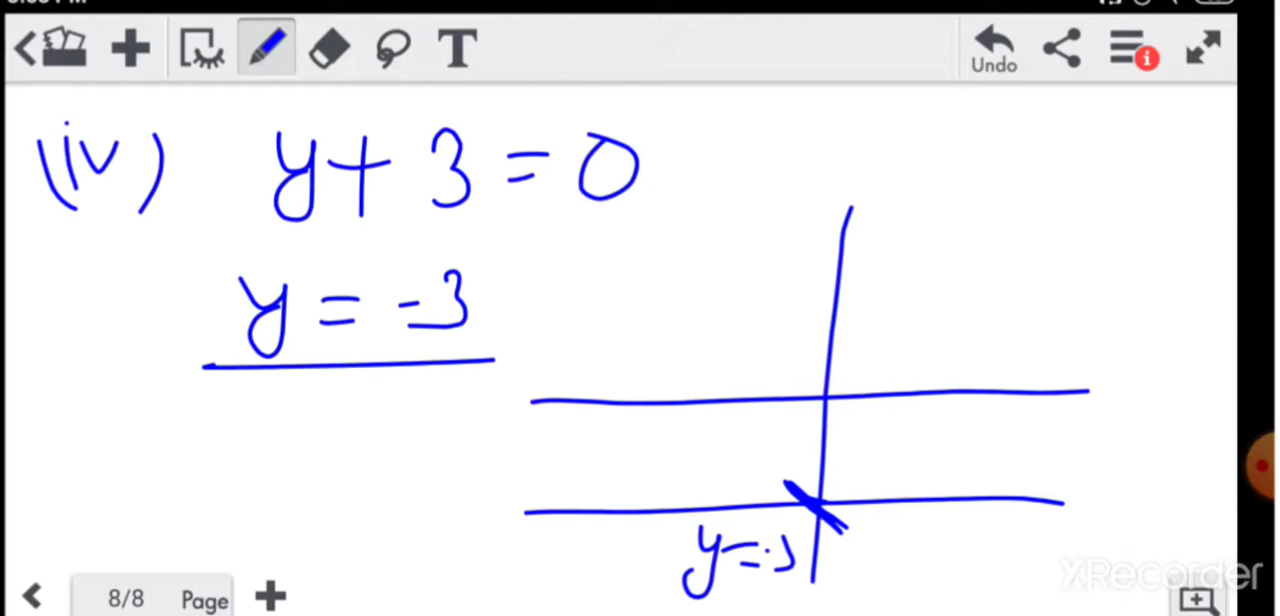 Undo
(iv) y + 3 = 0
y = -3
y = -3
8/8 Page
XRecorder